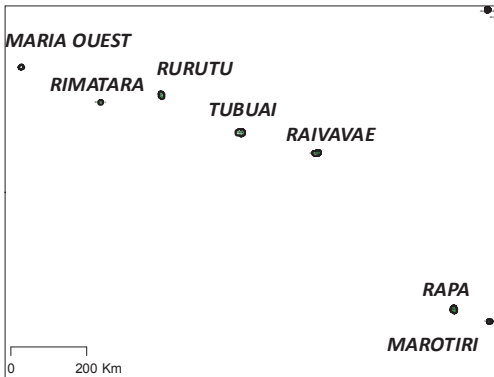 MARIA OUEST
RURUTU
RIMATARA
TUBUAI
RAIVAVAE
RAPA
MAROTIRI
0 200 Km